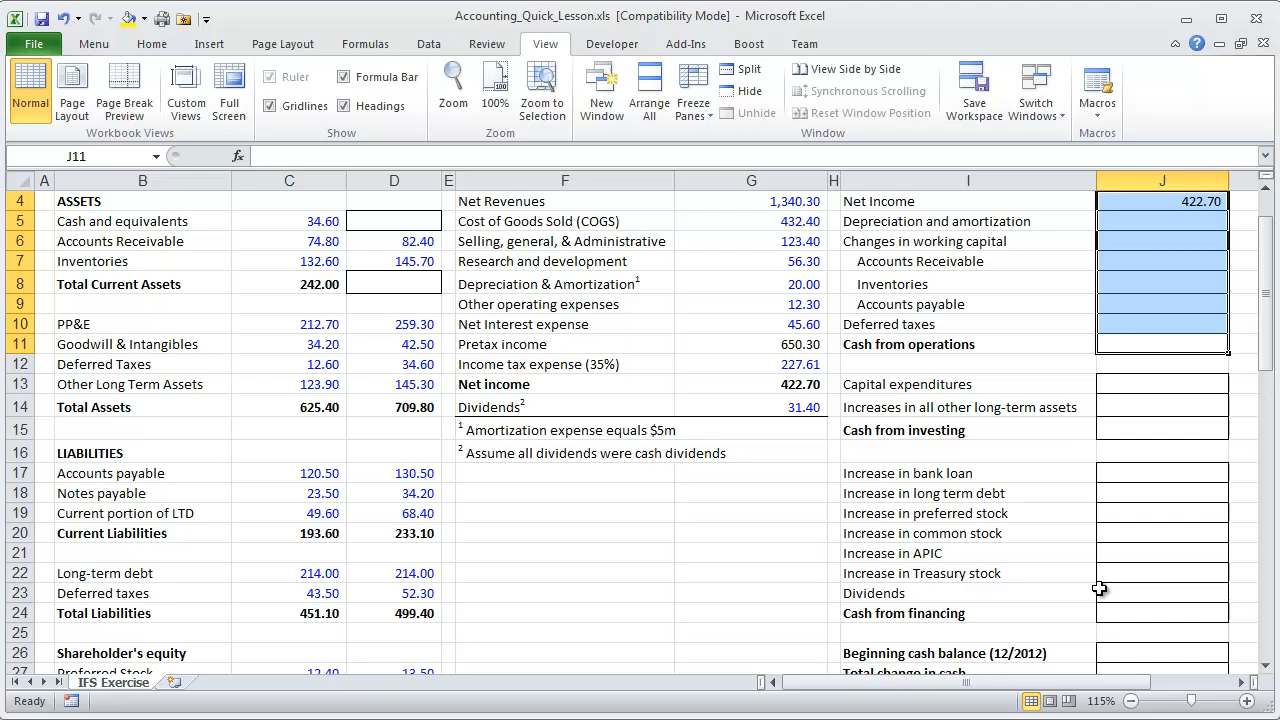 Accounting_Quick_Lesson.xls [Compatibility Mode] - Microsoft Excel
File Menu Home Insert Page Layout Formulas Data Review View Developer Add-Ins Boost Team
Normal Page Layout Page Break Preview Custom Views Full Screen
Workbook Views
Ruler Formula Bar
Gridlines Headings
Show
Zoom 100% Zoom to Selection
Zoom
New Window Arrange All Freeze Panes
Split View Side by Side
Hide Synchronous Scrolling
Unhide Reset Window Position
Save Workspace Switch Windows
Window
Macros
Macros
J11 fx
A B C D E F G H I J
4 ASSETS Net Revenues 1,340.30 Net Income 422.70
5 Cash and equivalents 34.60 Cost of Goods Sold (COGS) 432.40 Depreciation and amortization
6 Accounts Receivable 74.80 82.40 Selling, general, & Administrative 123.40 Changes in working capital
7 Inventories 132.60 145.70 Research and development 56.30 Accounts Receivable
8 Total Current Assets 242.00 Depreciation & Amortization1 20.00 Inventories
9 Other operating expenses 12.30 Accounts payable
10 PP&E 212.70 259.30 Net Interest expense 45.60 Deferred taxes
11 Goodwill & Intangibles 34.20 42.50 Pretax income 650.30 Cash from operations
12 Deferred Taxes 12.60 34.60 Income tax expense (35%) 227.61
13 Other Long Term Assets 123.90 145.30 Net income 422.70 Capital expenditures
14 Total Assets 625.40 709.80 Dividends2 31.40 Increases in all other long-term assets
15 1 Amortization expense equals $5m Cash from investing
16 LIABILITIES 2 Assume all dividends were cash dividends
17 Accounts payable 120.50 130.50 Increase in bank loan
18 Notes payable 23.50 34.20 Increase in long term debt
19 Current portion of LTD 49.60 68.40 Increase in preferred stock
20 Current Liabilities 193.60 233.10 Increase in common stock
21 Increase in APIC
22 Long-term debt 214.00 214.00 Increase in Treasury stock
23 Deferred taxes 43.50 52.30 Dividends
24 Total Liabilities 451.10 499.40 Cash from financing
25
26 Shareholder's equity Beginning cash balance (12/2012)
27 Preferred Stock 12.40 13.50 Total change in cash
IFS Exercise
Ready 115%